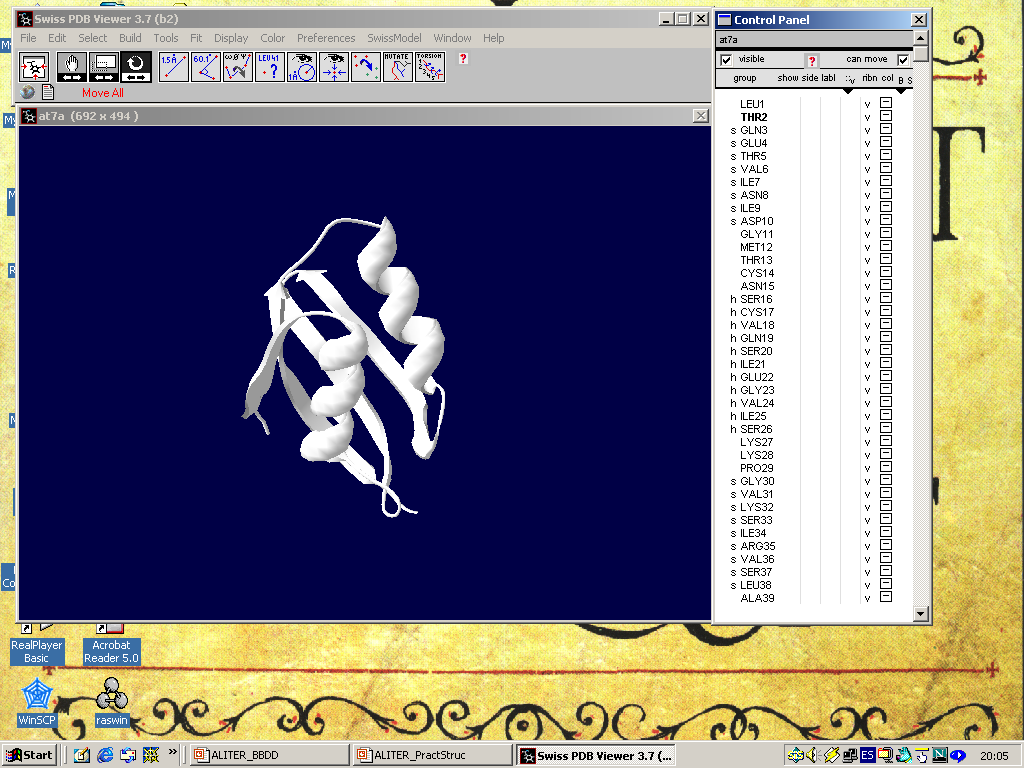 Swiss PDB Viewer 3.7 (b2)
File Edit Select Build Tools Fit Display Color Preferences SwissModel Window Help
1.5Å 60.1° ω,Φ,Ψ LEU41 ? 1Å MUTATE TORSION ?
Move All
at7a (692 x 494 )
Control Panel
at7a
visible ? can move
group show side labl ::v ribn col B S
LEU1 v
THR2 v
s GLN3 v
s GLU4 v
s THR5 v
s VAL6 v
s ILE7 v
s ASN8 v
s ILE9 v
s ASP10 v
GLY11 v
MET12 v
THR13 v
CYS14 v
ASN15 v
h SER16 v
h CYS17 v
h VAL18 v
h GLN19 v
h SER20 v
h ILE21 v
h GLU22 v
h GLY23 v
h VAL24 v
h ILE25 v
h SER26 v
LYS27 v
LYS28 v
PRO29 v
s GLY30 v
s VAL31 v
s LYS32 v
s SER33 v
s ILE34 v
s ARG35 v
s VAL36 v
s SER37 v
s LEU38 v
ALA39 v
RealPlayer
Basic
Acrobat
Reader 5.0
WinSCP
raswin
Start
ALITER_BBDD
ALITER_PractStruc
Swiss PDB Viewer 3.7 (...
ES
20:05